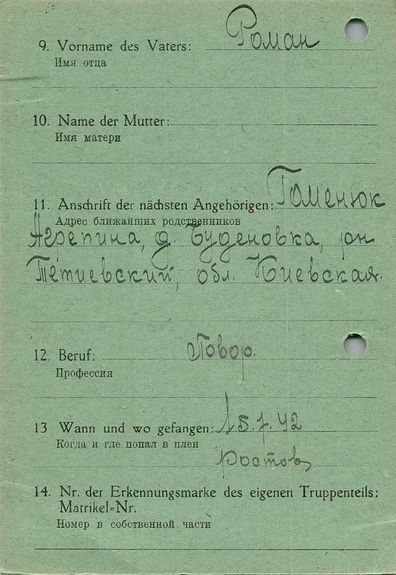 9. Vorname des Vaters: Роман
Имя отца
10. Name der Mutter:
Имя матери
11. Anschrift der nächsten Angehörigen: Гоменюк
Адрес ближайших родственников
Агрепина, д. Буденовка, рн
Тетиевский, обл. Киевская.
12. Beruf: Повор.
Профессия
13 Wann und wo gefangen: 15.7.42
Когда и где попал в плен
Ростов
14. Nr. der Erkennungsmarke des eigenen Truppenteils:
Matrikel=Nr.
Номер в собственной части